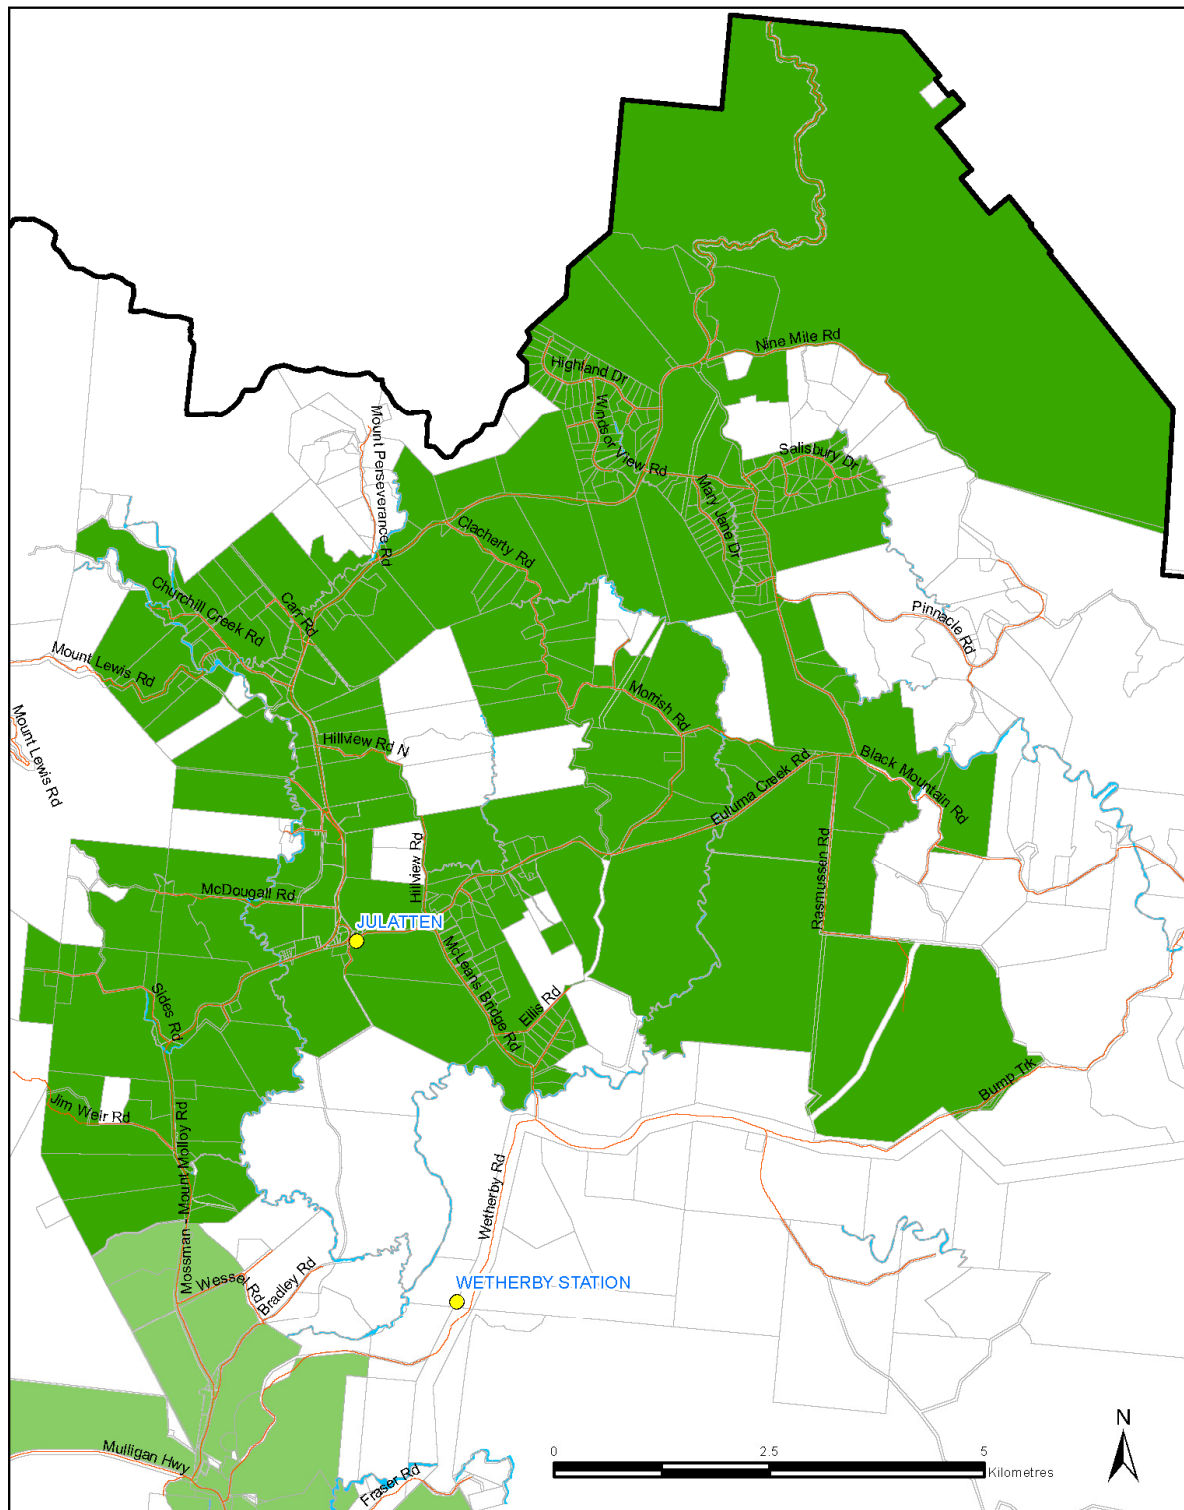 Nine Mile Rd
Highland Dr
Windsor View Rd
Salisbury Dr
Mount Perseverance Rd
Mary Jane Dr
Clacherty Rd
Churchill Creek Rd
Carr Rd
Pinnacle Rd
Mount Lewis Rd
Morrish Rd
Mount Lewis Rd
Hillview Rd N
Black Mountain Rd
Euluma Creek Rd
Hillview Rd
Rasmussen Rd
McDougall Rd
JULATTEN
McLeans Bridge Rd
Ellis Rd
Sides Rd
Bump Trk
Jim Weir Rd
Mossman - Mount Molloy Rd
Wetherby Rd
Wessel Rd
Bradley Rd
WETHERBY STATION
Mulligan Hwy
Fraser Rd
N
0 2.5 5
Kilometres